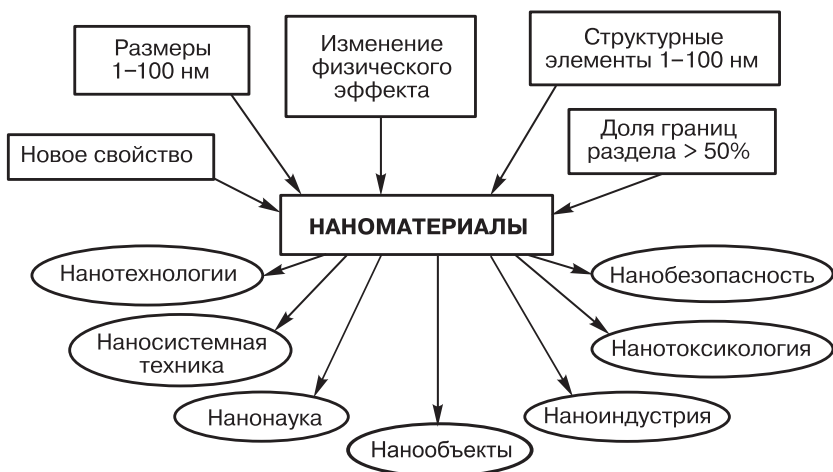 Размеры
1–100 нм
Изменение
физического
эффекта
Структурные
элементы 1–100 нм
Новое свойство
Доля границ
раздела > 50%
НАНОМАТЕРИАЛЫ
Нанотехнологии
Нанобезопасность
Наносистемная
техника
Нанотоксикология
Нанонаука
Наноиндустрия
Нанообъекты